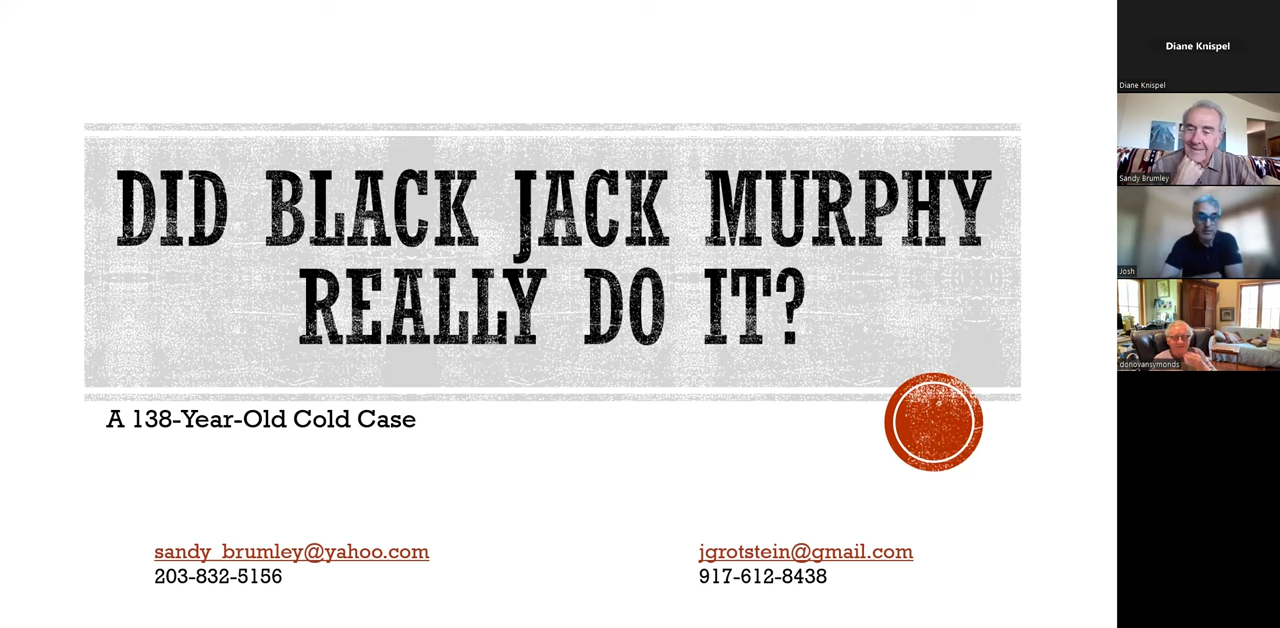 DID BLACK JACK MURPHY
REALLY DO IT?
A 138-Year-Old Cold Case
sandy_brumley@yahoo.com
203-832-5156
jgrotstein@gmail.com
917-612-8438
Diane Knispel
Diane Knispel
Sandy Brumley
Josh
donovansymonds